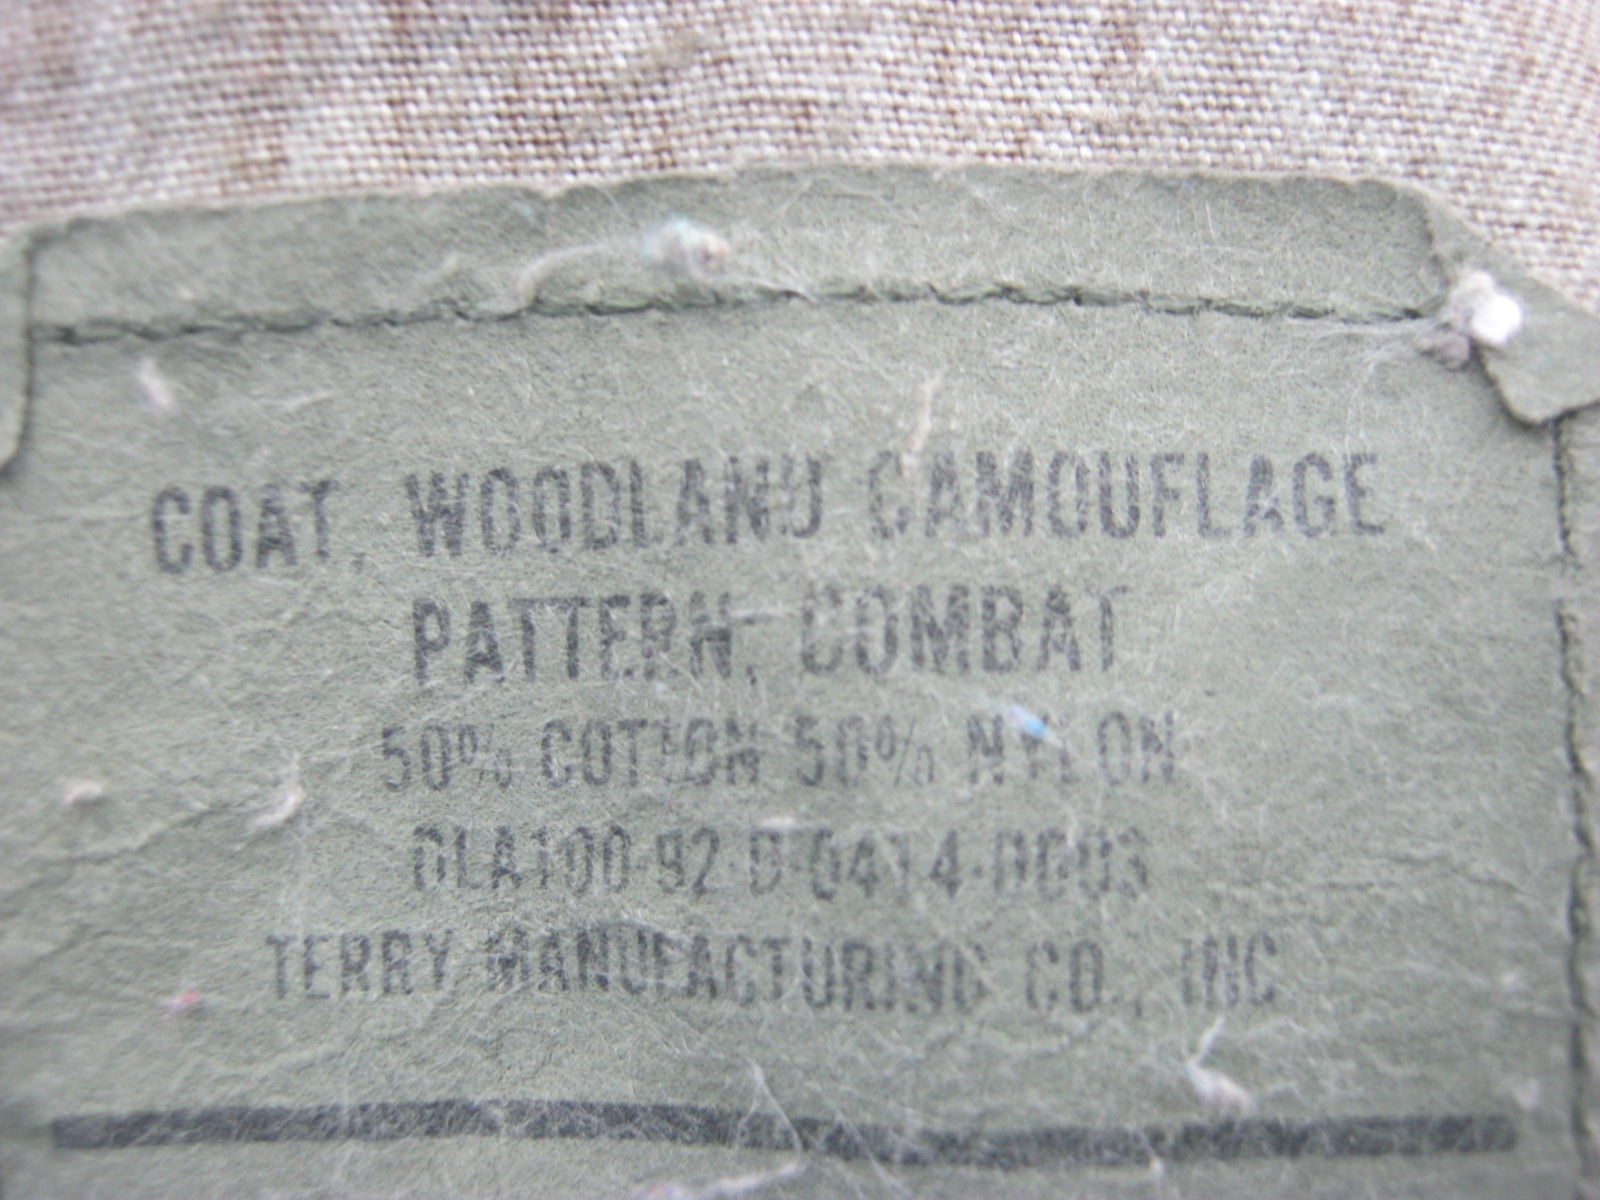 COAT, WOODLAND CAMOUFLAGE
PATTERN, COMBAT
50% COTTON 50% NYLON
DLA100-92-D-0414-0003
TERRY MANUFACTURING CO., INC